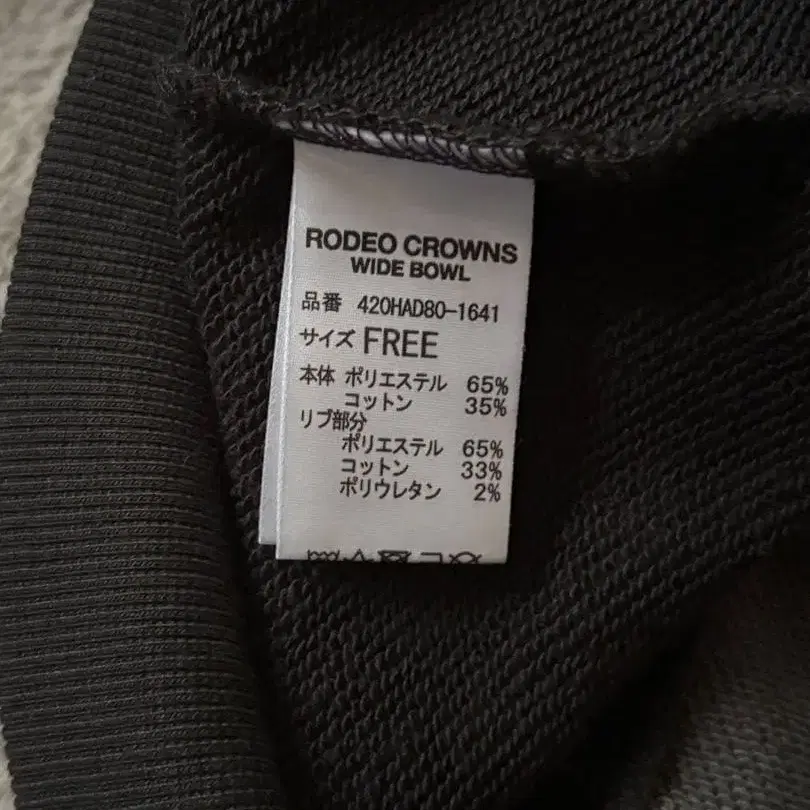 RODEO CROWNS
WIDE BOWL
品番 420HAD80-1641
サイズ FREE
本体 ポリエステル 65%
コットン 35%
リブ部分
ポリエステル 65%
コットン 33%
ポリウレタン 2%